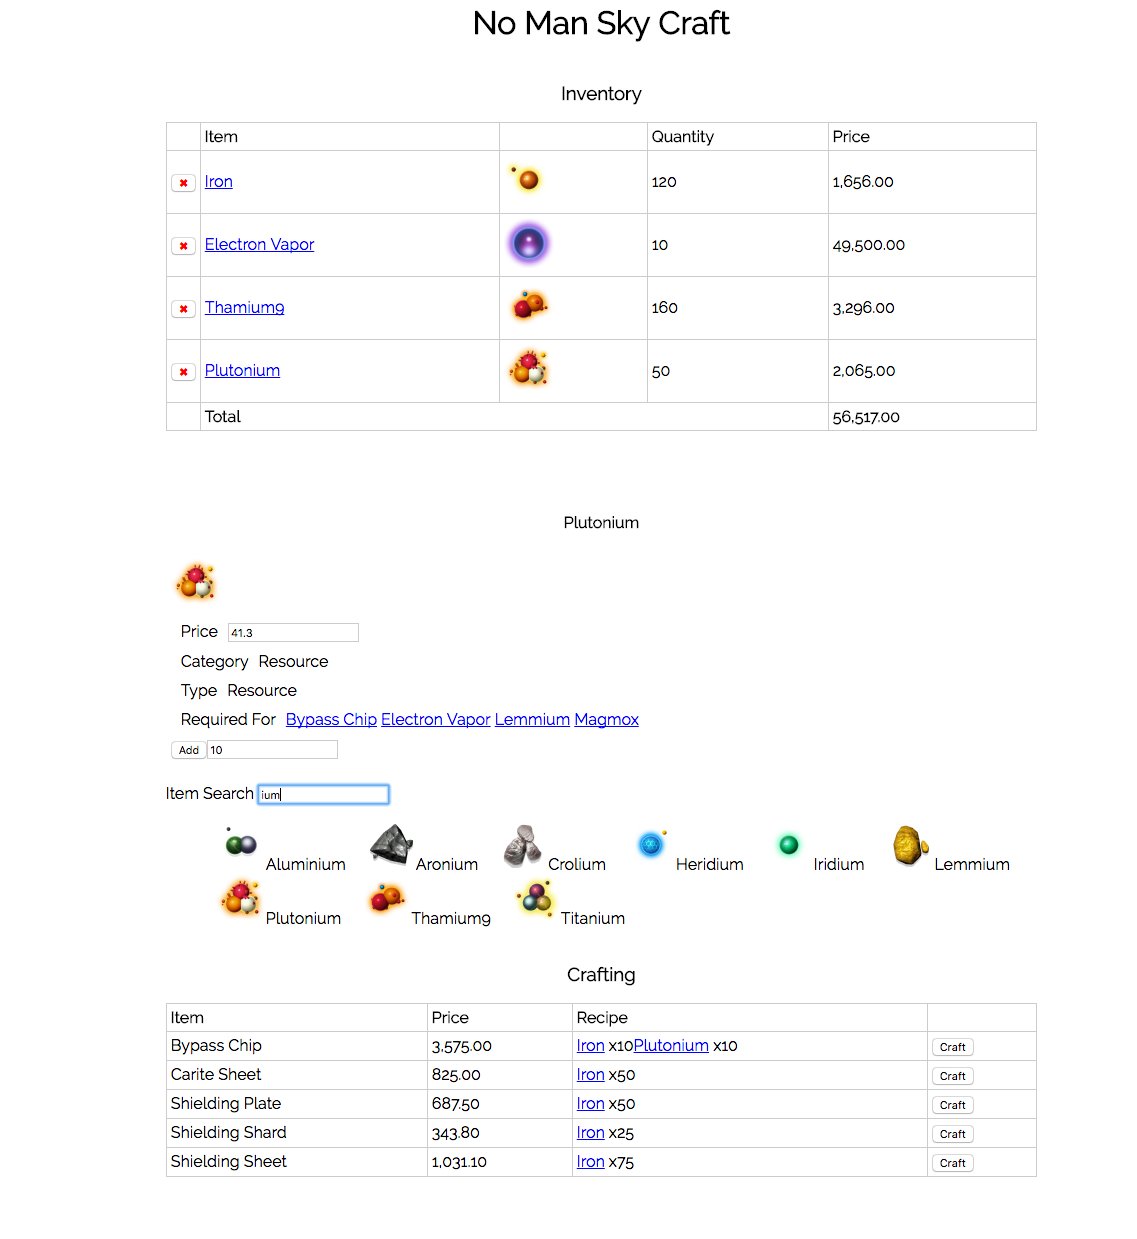 No Man Sky Craft
Inventory
Item Quantity Price
Iron 120 1,656.00
Electron Vapor 10 49,500.00
Thamium9 160 3,296.00
Plutonium 50 2,065.00
Total 56,517.00
Plutonium
Price 41.3
Category Resource
Type Resource
Required For Bypass Chip Electron Vapor Lemmium Magmox
Add 10
Item Search ium
Aluminium Aronium Crolium Heridium Iridium Lemmium
Plutonium Thamium9 Titanium
Crafting
Item Price Recipe
Bypass Chip 3,575.00 Iron x10Plutonium x10 Craft
Carite Sheet 825.00 Iron x50 Craft
Shielding Plate 687.50 Iron x50 Craft
Shielding Shard 343.80 Iron x25 Craft
Shielding Sheet 1,031.10 Iron x75 Craft